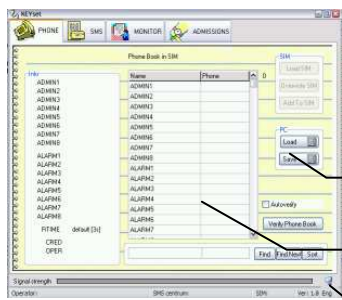 KEYset
PHONE SMS MONITOR ADMISSIONS
Phone Book in SIM
Info
ADMIN1
ADMIN2
ADMIN3
ADMIN4
ADMIN5
ADMIN6
ADMIN7
ADMIN8
ALARM1
ALARM2
ALARM3
ALARM4
ALARM5
ALARM6
ALARM7
ALARM8
RTIME default [3s]
CRED
OPER
Name Phone
ADMIN1
ADMIN2
ADMIN3
ADMIN4
ADMIN5
ADMIN6
ADMIN7
ADMIN8
ALARM1
ALARM2
ALARM3
ALARM4
ALARM5
ALARM6
ALARM7
0
SIM
Load SIM
Overwrite SIM
Add To SIM
PC
Load
Save
Autoverify
Verify Phone Book
Find Find Next Sort
Signal strength
Operator: SMS centrum: SIM: Ver: 1.8 Eng